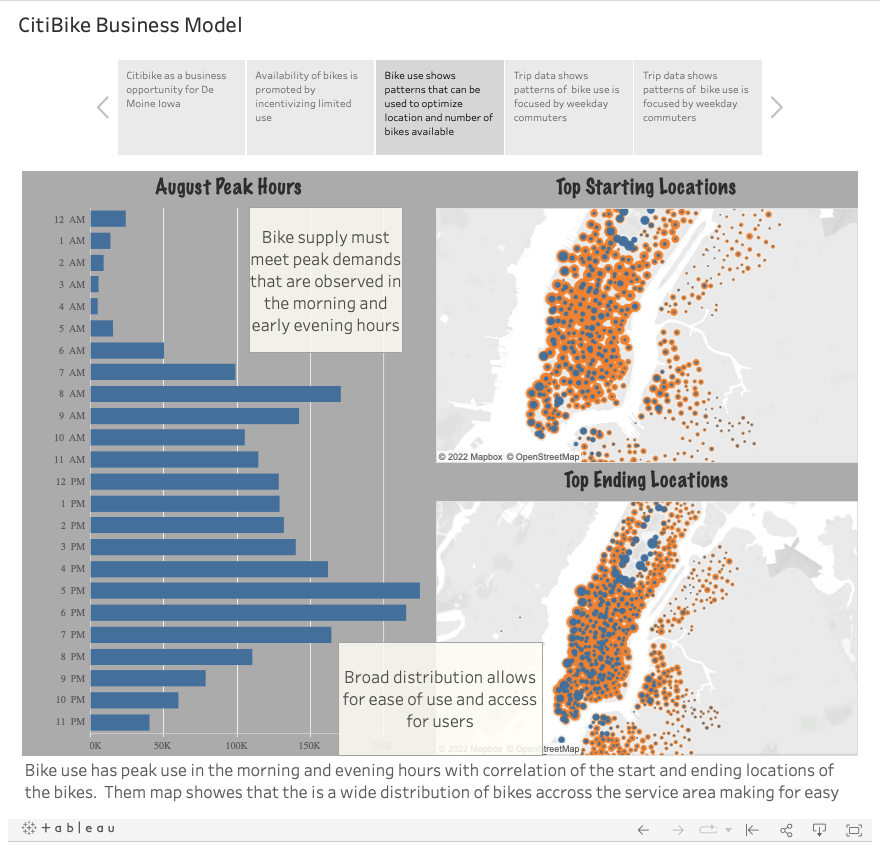 CitiBike Business Model
Citibike as a business
opportunity for De
Moine Iowa
Availability of bikes is
promoted by
incentivizing limited
use
Bike use shows
patterns that can be
used to optimize
location and number of
bikes available
Trip data shows
patterns of bike use is
focused by weekday
commuters
Trip data shows
patterns of bike use is
focused by weekday
commuters
August Peak Hours
12 AM
1 AM
2 AM
3 AM
4 AM
5 AM
6 AM
7 AM
8 AM
9 AM
10 AM
11 AM
12 PM
1 PM
2 PM
3 PM
4 PM
5 PM
6 PM
7 PM
8 PM
9 PM
10 PM
11 PM
0K 50K 100K 150K 200K
Bike supply must
meet peak demands
that are observed in
the morning and
early evening hours
Top Starting Locations
© 2022 Mapbox © OpenStreetMap
Top Ending Locations
Broad distribution allows
for ease of use and access
for users
© 2022 Mapbox © OpenStreetMap
Bike use has peak use in the morning and evening hours with correlation of the start and ending locations of
the bikes. Them map showes that the is a wide distribution of bikes accross the service area making for easy
+ableau